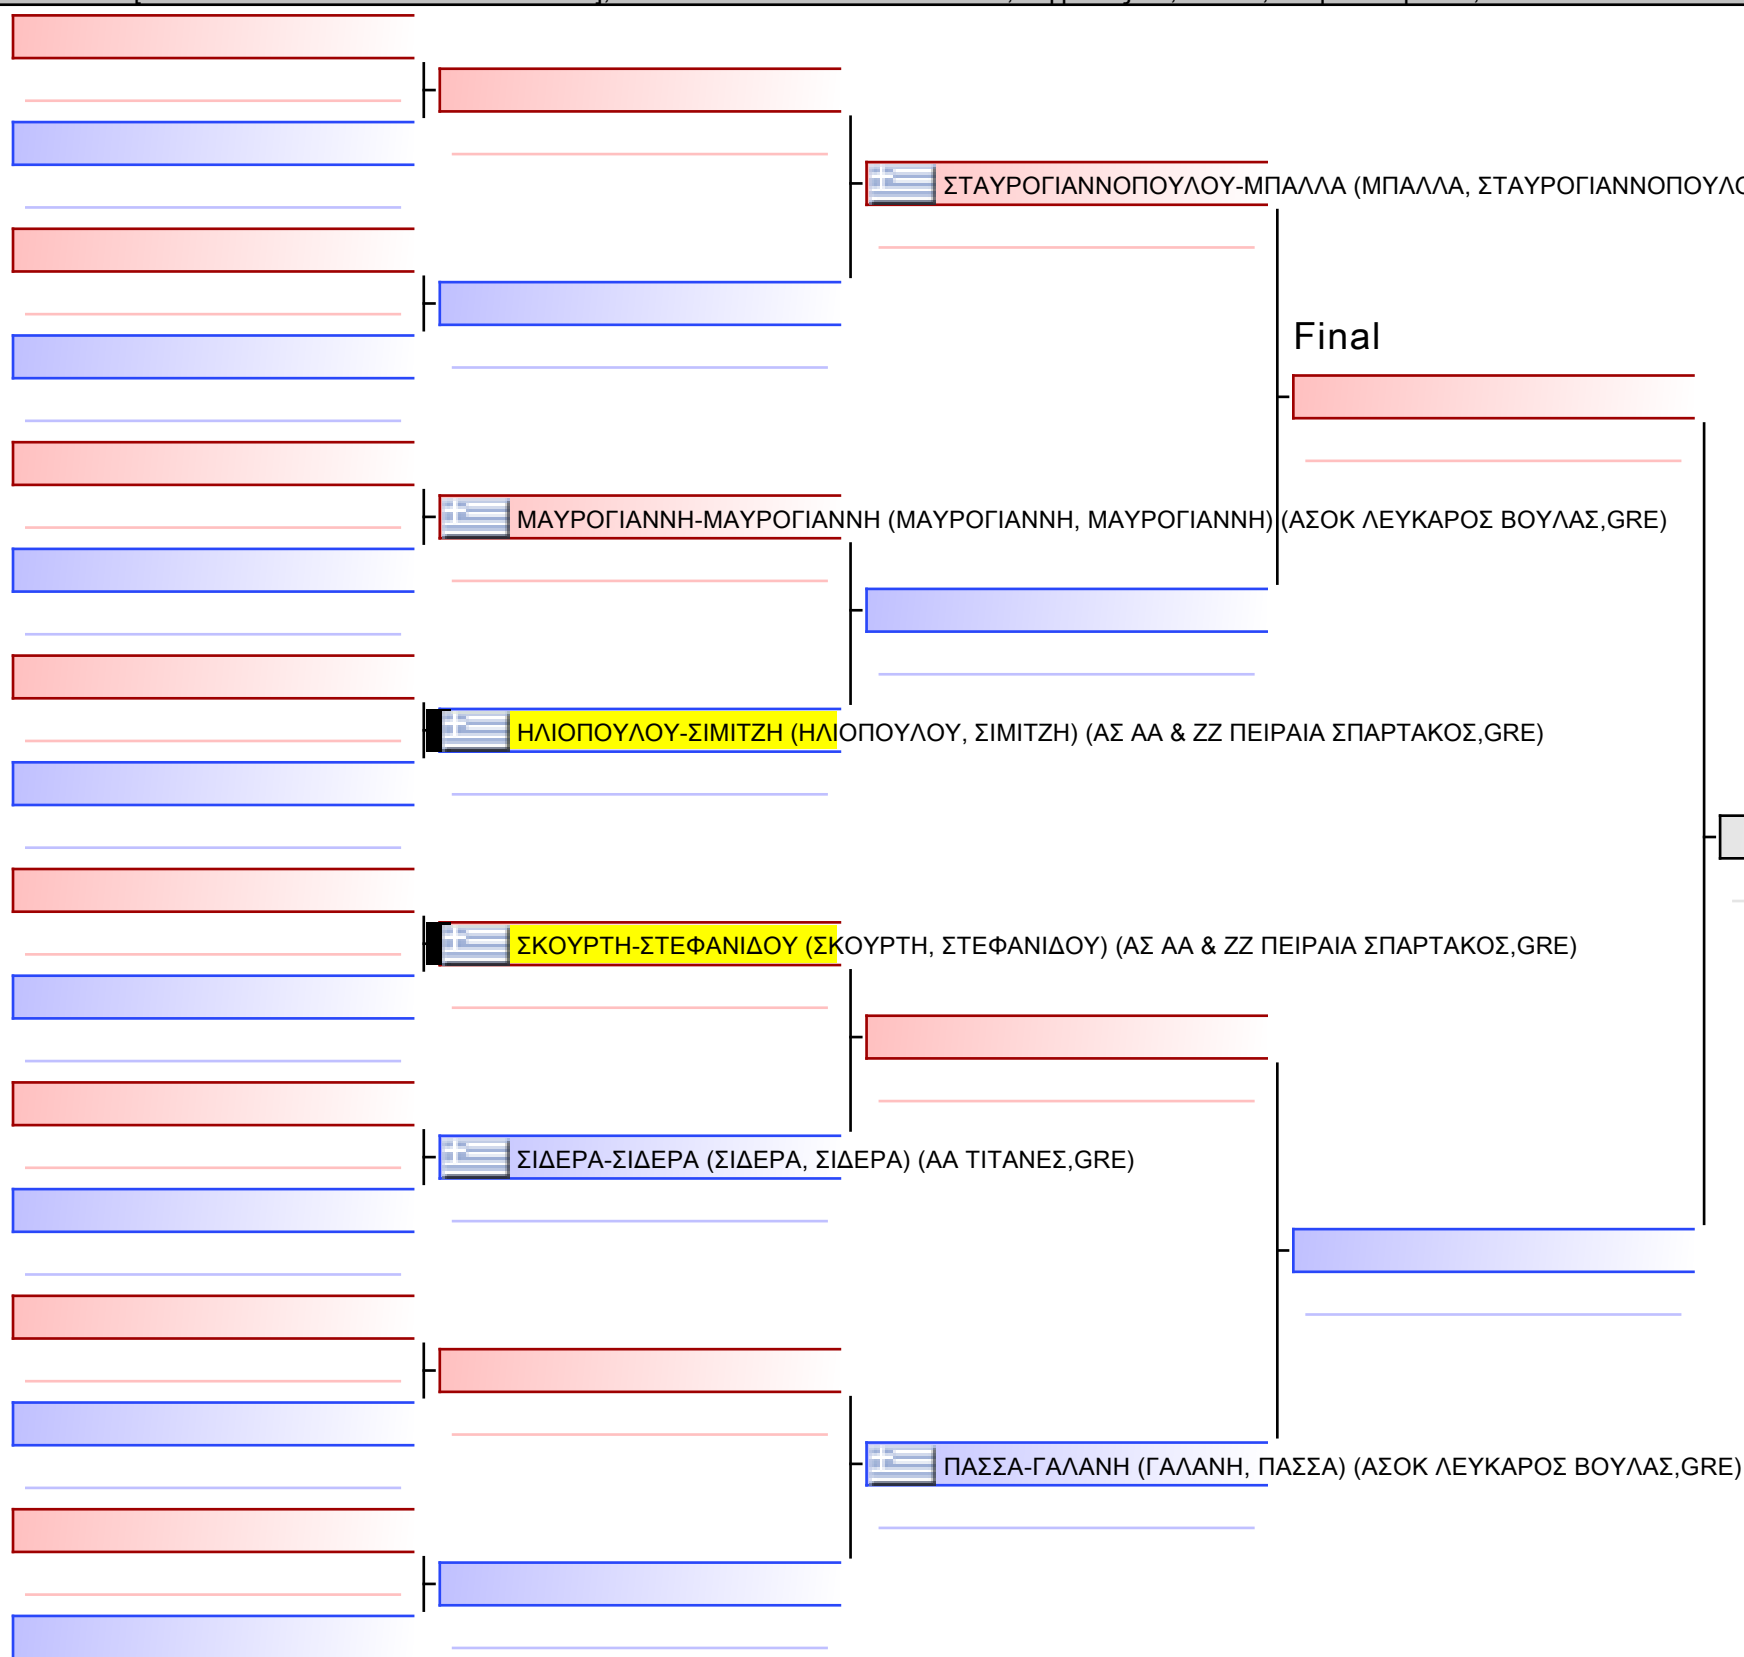 ΣΤΑΥΡΟΓΙΑΝΝΟΠΟΥΛΟΥ-ΜΠΑΛΛΑ (ΜΠΑΛΛΑ,
Final
ΜΑΥΡΟΓΙΑΝΝΗ-ΜΑΥΡΟΓΙΑΝΝΗ (ΜΑΥΡΟΓΙΑΝΝΗ, ΜΑΥΡΟΓΙΑΝΝΗ) (ΑΣΟΚ ΛΕΥΚΑΡΟΣ ΒΟΥΛΑΣ,GRE)
ΗΛΙΟΠΟΥΛΟΥ-ΣΙΜΙΤΖΗ (ΗΛΙΟΠΟΥΛΟΥ, ΣΙΜΙΤΖΗ) (ΑΣ ΑΑ & ΖΖ ΠΕΙΡΑΙΑ ΣΠΑΡΤΑΚΟΣ,GRE)
ΣΚΟΥΡΤΗ-ΣΤΕΦΑΝΙΔΟΥ (ΣΚΟΥΡΤΗ, ΣΤΕΦΑΝΙΔΟΥ) (ΑΣ ΑΑ & ΖΖ ΠΕΙΡΑΙΑ ΣΠΑΡΤΑΚΟΣ,GRE)
ΣΙΔΕΡΑ-ΣΙΔΕΡΑ (ΣΙΔΕΡΑ, ΣΙΔΕΡΑ) (ΑΑ ΤΙΤΑΝΕΣ,GRE)
ΠΑΣΣΑ-ΓΑΛΑΝΗ (ΓΑΛΑΝΗ, ΠΑΣΣΑ) (ΑΣΟΚ ΛΕΥΚΑΡΟΣ ΒΟΥΛΑΣ,GRE)